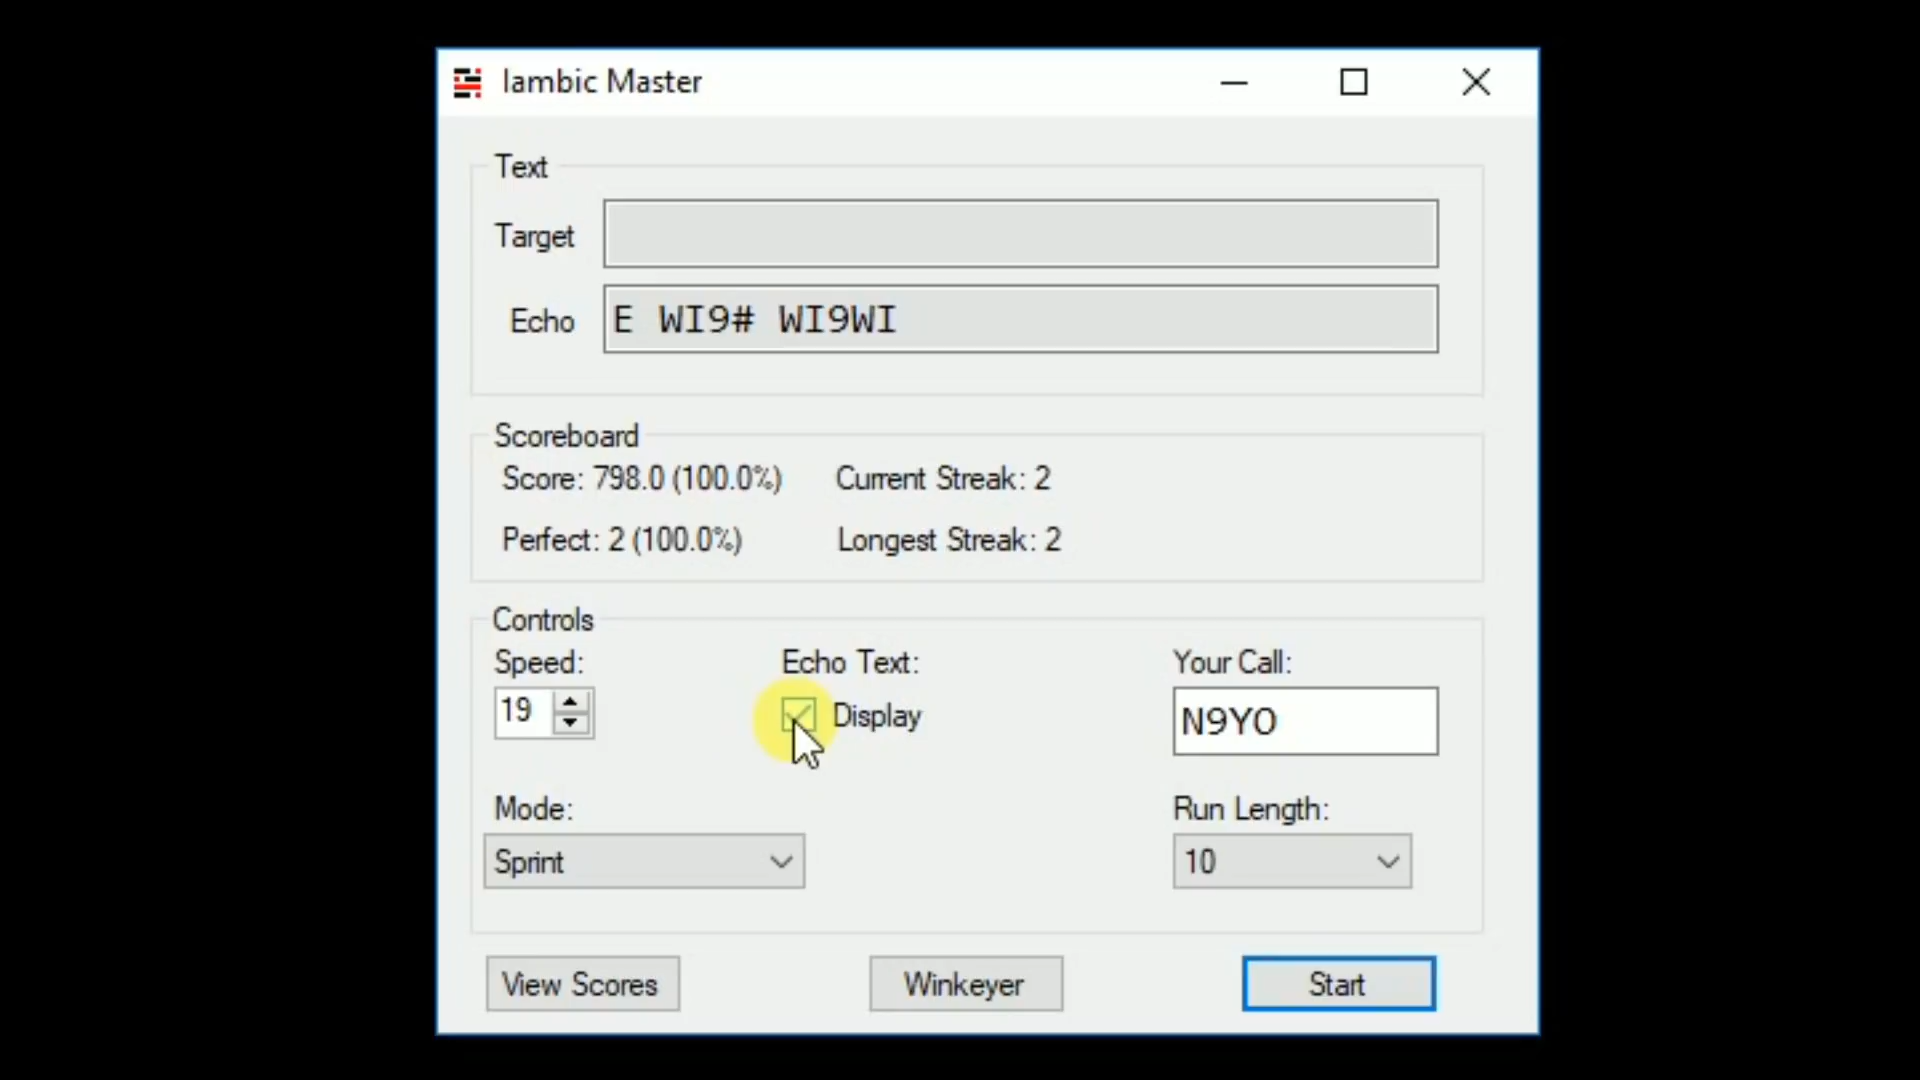 Iambic Master
Text
Target
Echo E WI9# WI9WI
Scoreboard
Score: 798.0 (100.0%) Current Streak: 2
Perfect: 2 (100.0%) Longest Streak: 2
Controls
Speed: Echo Text: Your Call:
19 Display N9YO
Mode: Run Length:
Sprint 10
View Scores Winkeyer Start